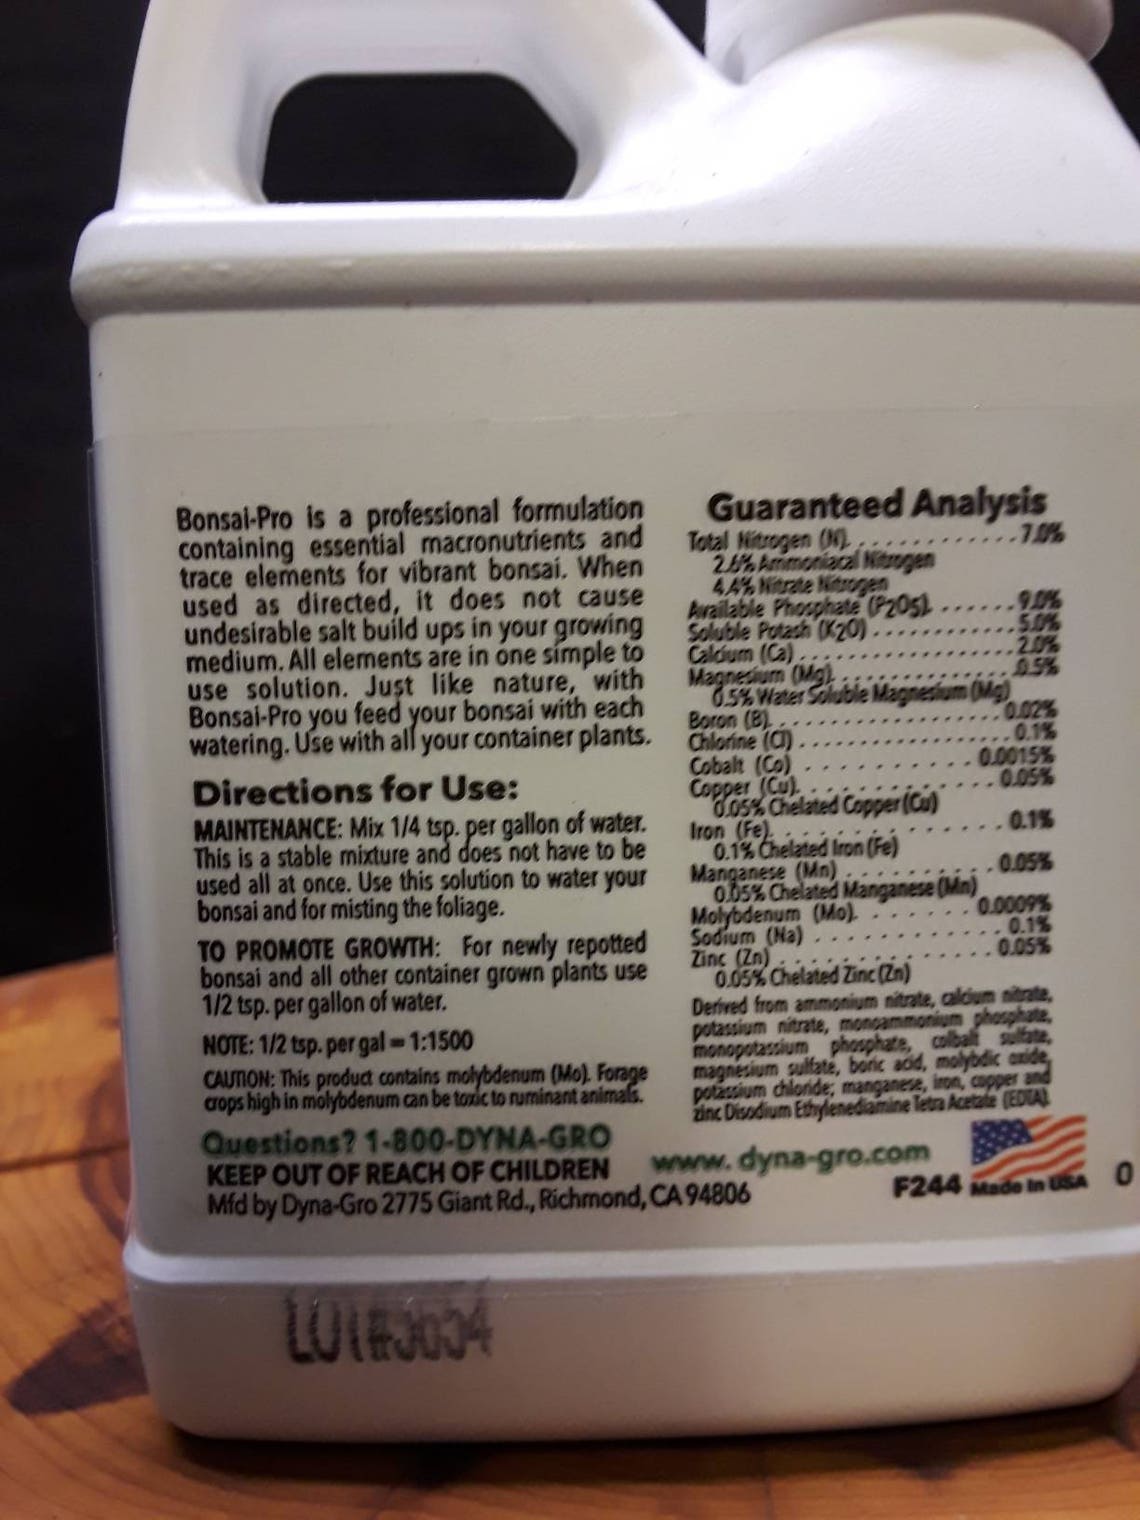 Bonsai-Pro is a professional formulation
containing essential macronutrients and
trace elements for vibrant bonsai. When
used as directed, it does not cause
undesirable salt build ups in your growing
medium. All elements are in one simple to
use solution. Just like nature, with
Bonsai-Pro you feed your bonsai with each
watering. Use with all your container plants.
Directions for Use:
MAINTENANCE: Mix 1/4 tsp. per gallon of water.
This is a stable mixture and does not have to be
used all at once. Use this solution to water your
bonsai and for misting the foliage.
TO PROMOTE GROWTH: For newly repotted
bonsai and all other container grown plants use
1/2 tsp. per gallon of water.
NOTE: 1/2 tsp. per gal = 1:1500
CAUTION: This product contains molybdenum (Mo). Forage
crops high in molybdenum can be toxic to ruminant animals.
Questions? 1-800-DYNA-GRO
KEEP OUT OF REACH OF CHILDREN
Mfd by Dyna-Gro 2775 Giant Rd., Richmond, CA 94806
Guaranteed Analysis
Total Nitrogen (N). . . . . . . . . . . . . 7.0%
2.6% Ammoniacal Nitrogen
4.4% Nitrate Nitrogen
Available Phosphate (P2O5). . . . . . . 9.0%
Soluble Potash (K2O) . . . . . . . . . . . . 5.0%
Calcium (Ca) . . . . . . . . . . . . . . . . . 2.0%
Magnesium (Mg). . . . . . . . . . . . . . . 0.5%
0.5% Water Soluble Magnesium (Mg)
Boron (B). . . . . . . . . . . . . . . . . . 0.02%
Chlorine (Cl) . . . . . . . . . . . . . . . . . 0.1%
Cobalt (Co) . . . . . . . . . . . 0.0015%
Copper (Cu). . . . . . . . . . . . . 0.05%
0.05% Chelated Copper (Cu)
Iron (Fe). . . . . . . . . . . . . . 0.1%
0.1% Chelated Iron (Fe)
Manganese (Mn) . . . . . . . . . . 0.05%
0.05% Chelated Manganese (Mn)
Molybdenum (Mo). . . . . . . 0.0009%
Sodium (Na) . . . . . . . . . . . . . 0.1%
Zinc (Zn) . . . . . . . . . . . . . . . 0.05%
0.05% Chelated Zinc (Zn)
Derived from ammonium nitrate, calcium nitrate,
potassium nitrate, monoammonium phosphate,
monopotassium phosphate, colbalt sulfate,
magnesium sulfate, boric acid, molybdic oxide,
potassium chloride; manganese, iron, copper and
zinc Disodium Ethylenediamine Tetra Acetate (EDTA).
www. dyna-gro.com
F244 Made In USA 0
LOT#3654